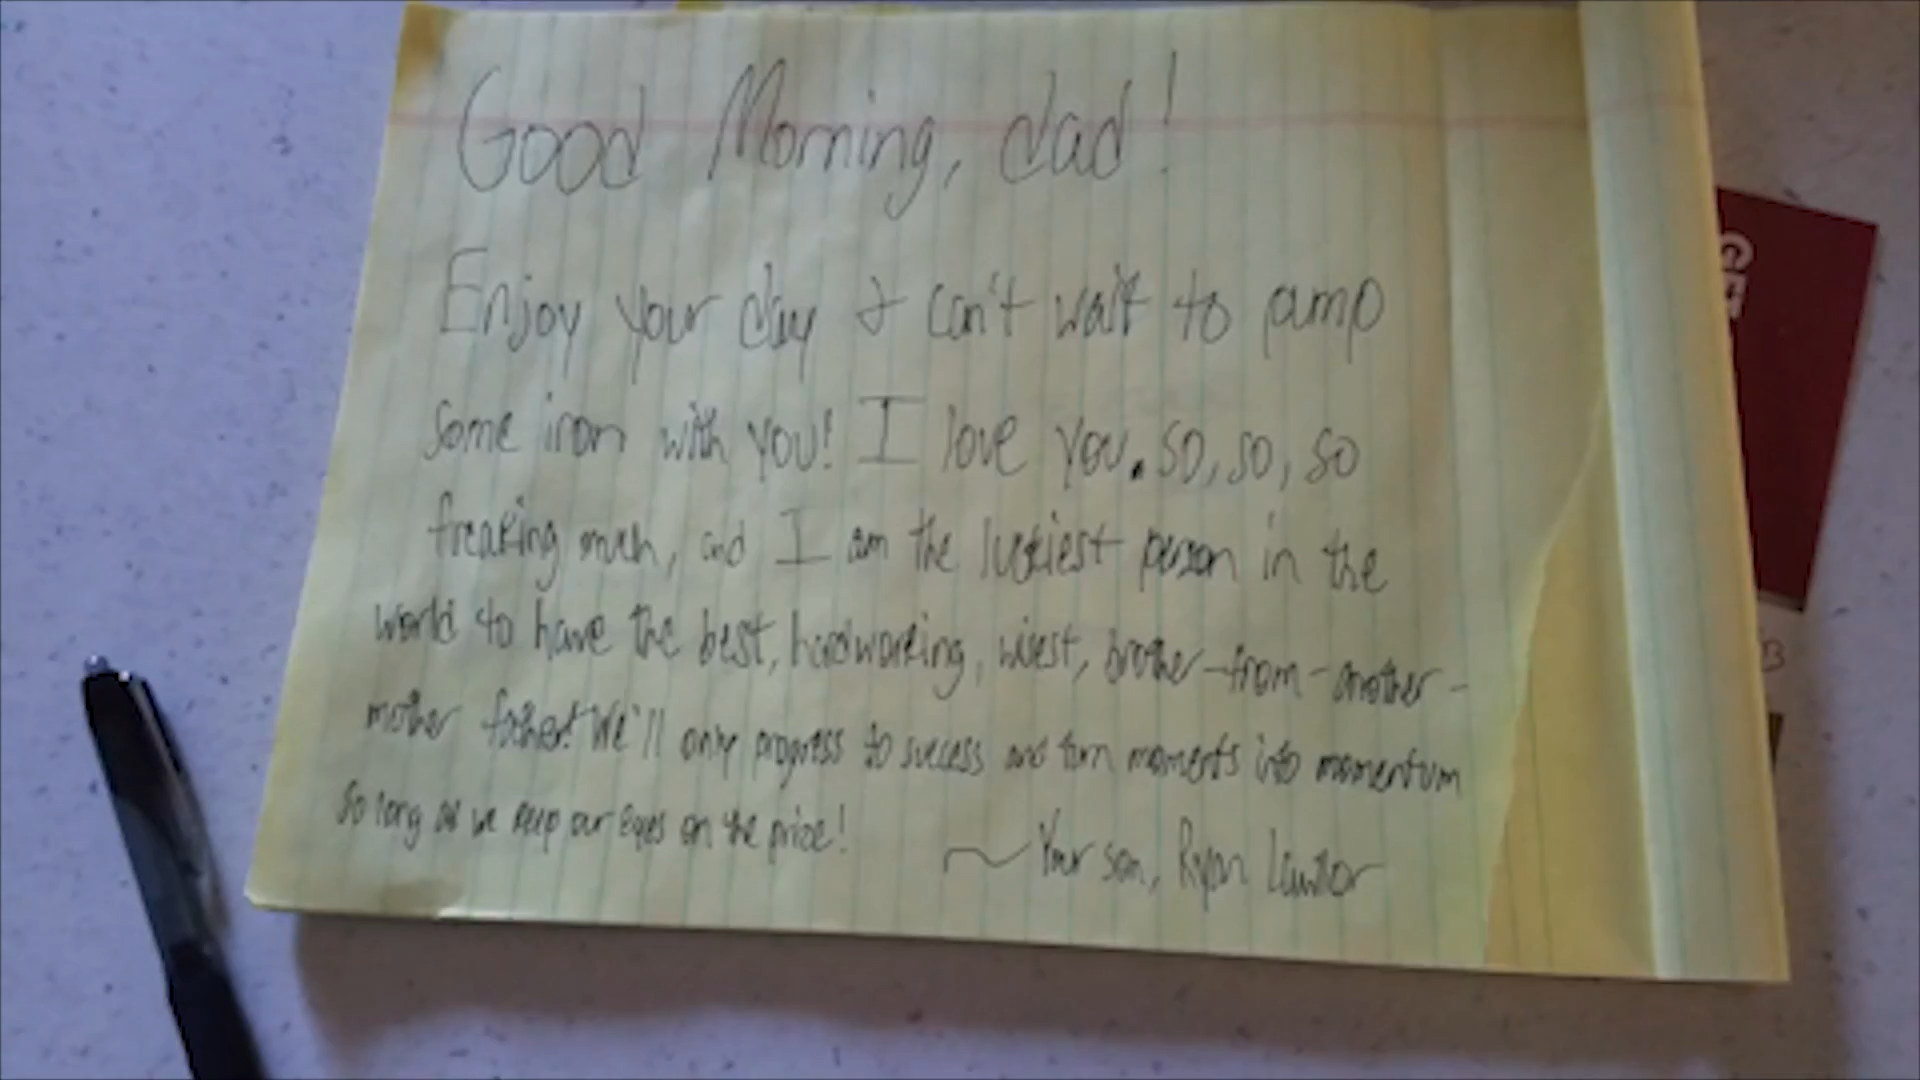 Good Morning, dad!
Enjoy your day & can't wait to pump
some iron with you! I love you. so, so, so
freaking much, and I am the luckiest person in the
world to have the best, hardworking, wisest, brother-from-another-
mother father! We'll only progress to success and turn moments into momentum
so long as we keep our eyes on the prize!
~ Your son, Ryan Lawlor
GET